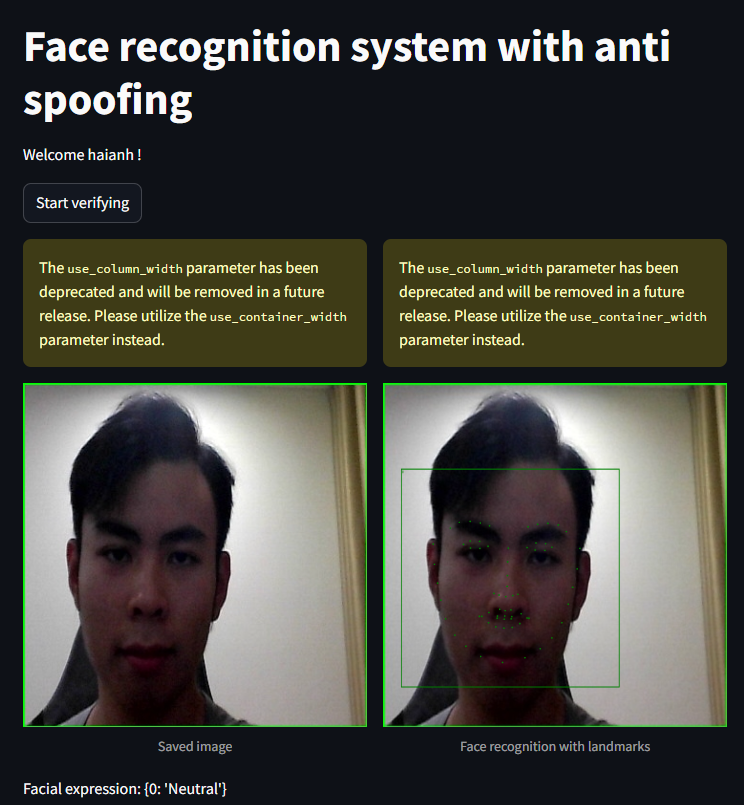 Face recognition system with anti
spoofing
Welcome haianh !
Start verifying
The use_column_width parameter has been
deprecated and will be removed in a future
release. Please utilize the use_container_width
parameter instead.
The use_column_width parameter has been
deprecated and will be removed in a future
release. Please utilize the use_container_width
parameter instead.
Saved image
Face recognition with landmarks
Facial expression: {0: 'Neutral'}